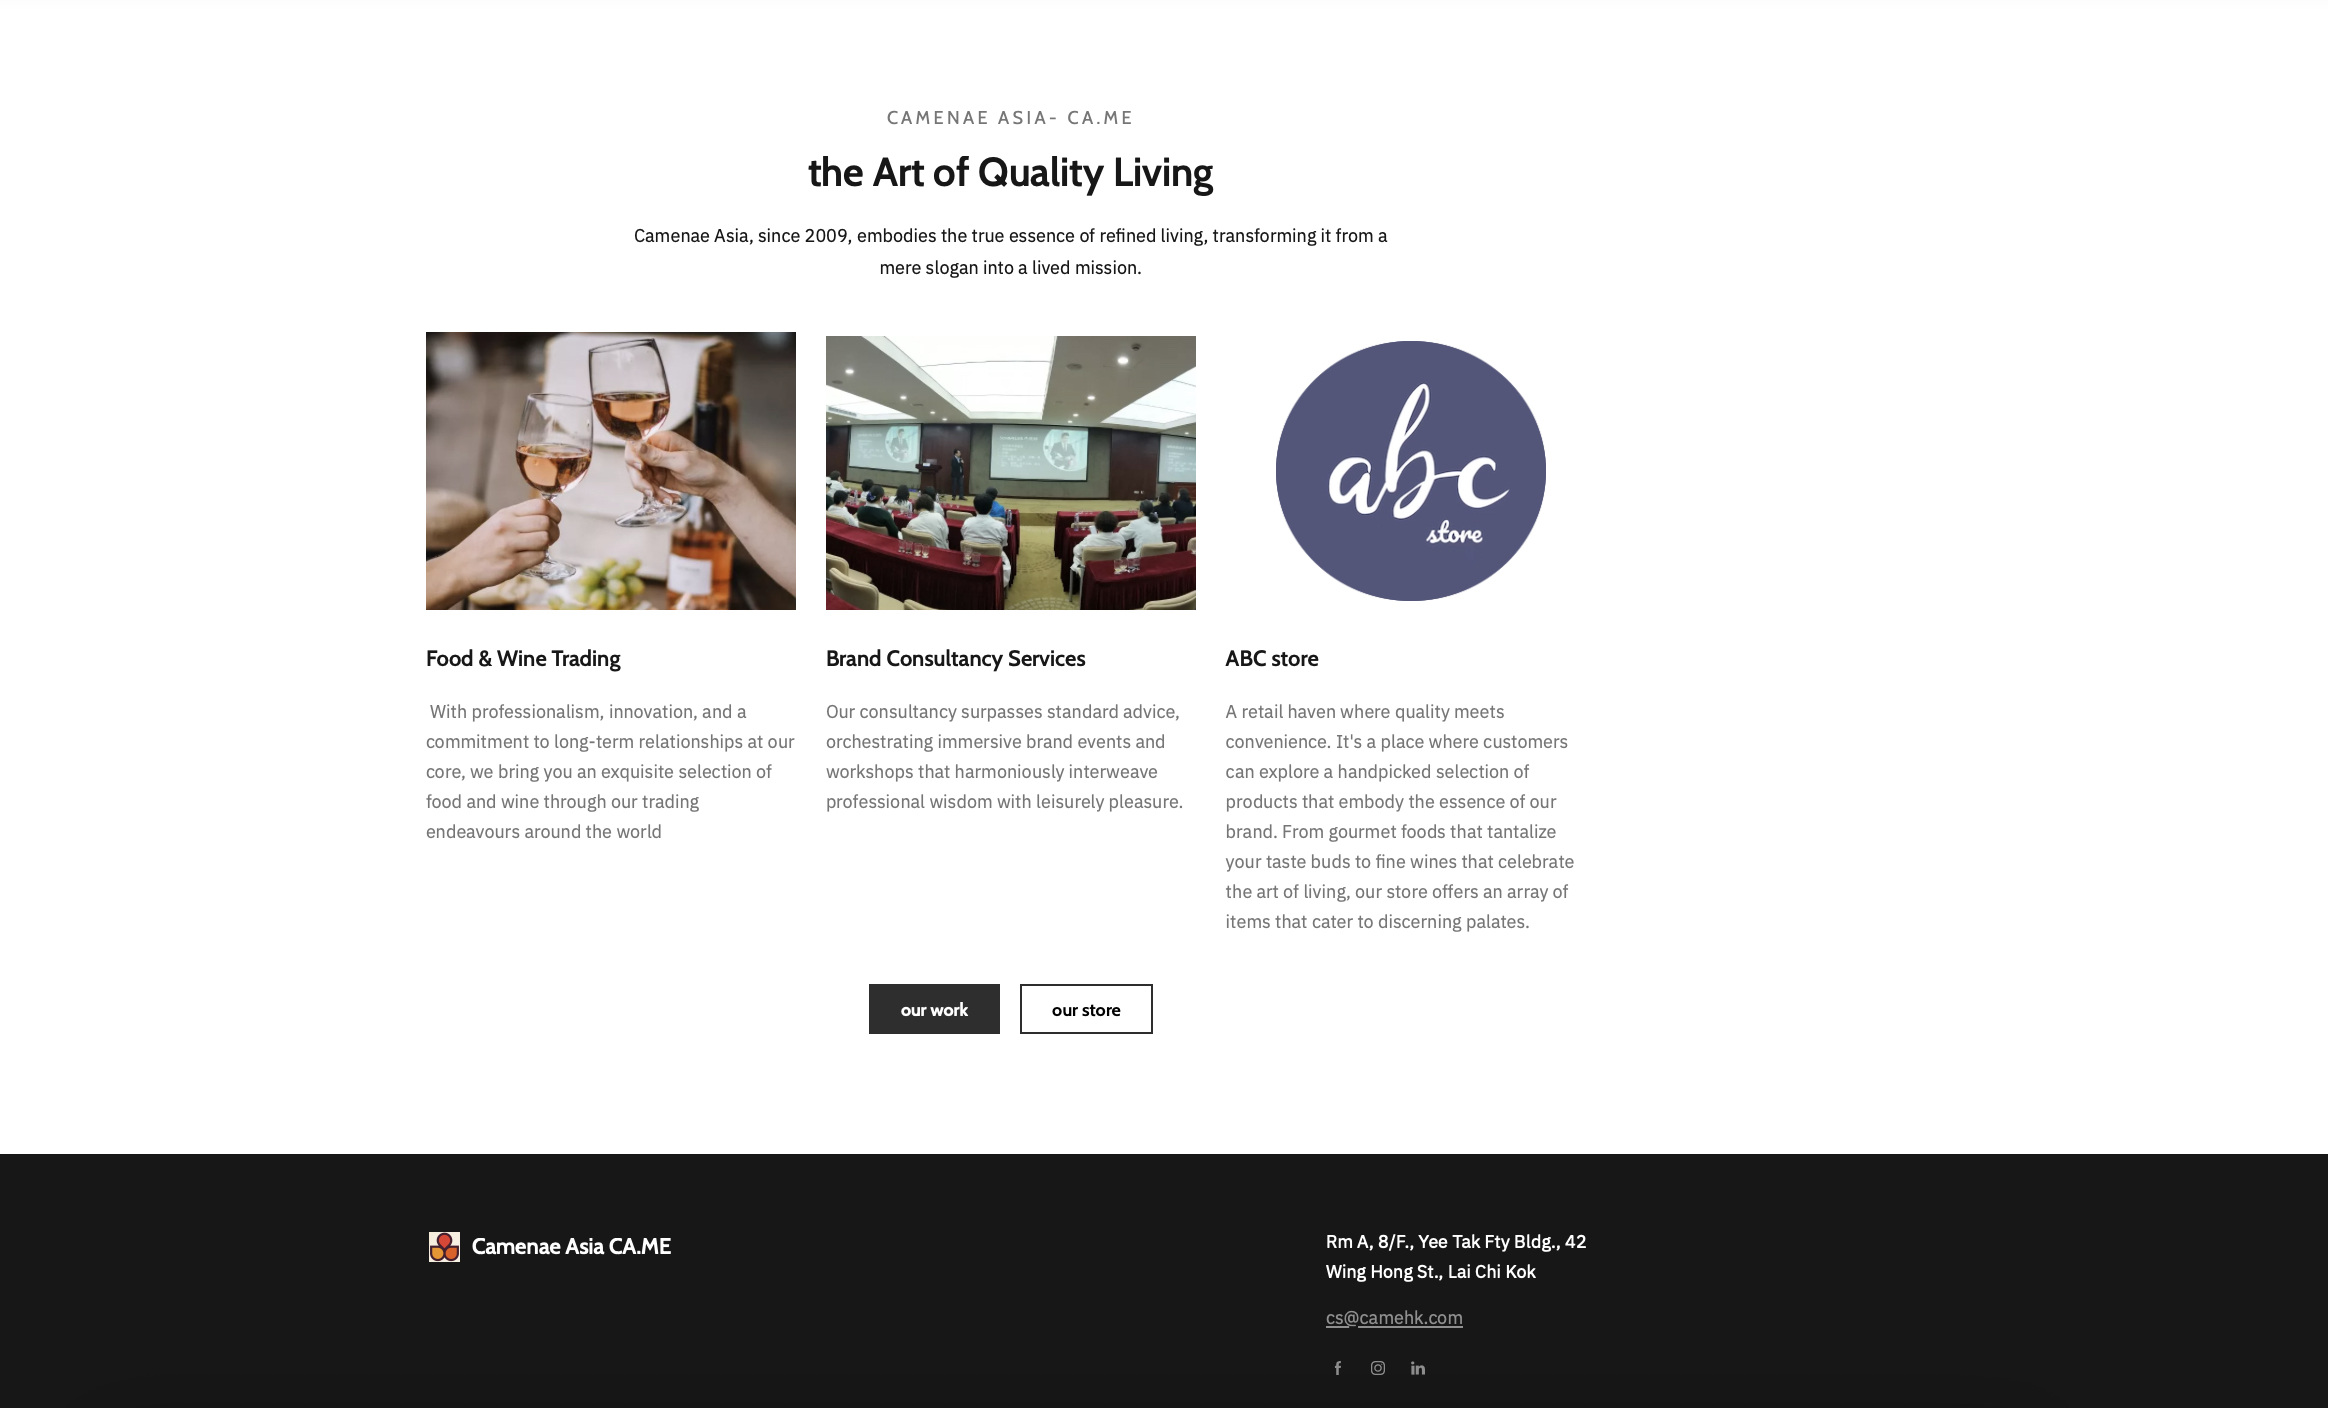 CAMENAE ASIA- CA.ME
the Art of Quality Living
Camenae Asia, since 2009, embodies the true essence of refined living, transforming it from a
mere slogan into a lived mission.
abc
store
Food & Wine Trading
With professionalism, innovation, and a
commitment to long-term relationships at our
core, we bring you an exquisite selection of
food and wine through our trading
endeavours around the world
Brand Consultancy Services
Our consultancy surpasses standard advice,
orchestrating immersive brand events and
workshops that harmoniously interweave
professional wisdom with leisurely pleasure.
ABC store
A retail haven where quality meets
convenience. It's a place where customers
can explore a handpicked selection of
products that embody the essence of our
brand. From gourmet foods that tantalize
your taste buds to fine wines that celebrate
the art of living, our store offers an array of
items that cater to discerning palates.
our work
our store
Camenae Asia CA.ME
Rm A, 8/F., Yee Tak Fty Bldg., 42
Wing Hong St., Lai Chi Kok
cs@camehk.com